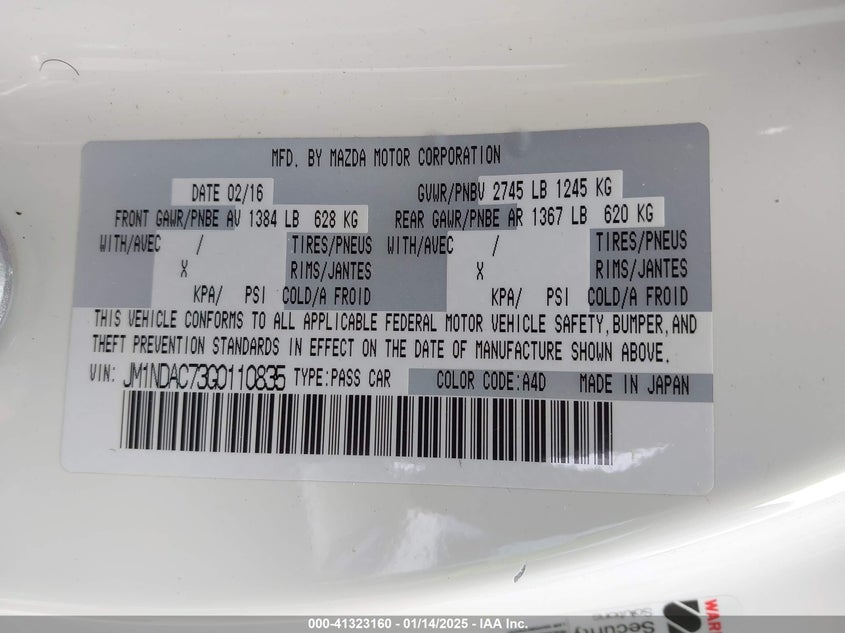 MFD. BY MAZDA MOTOR CORPORATION
DATE 02/16 GVWR/PNBV 2745 LB 1245 KG
FRONT GAWR/PNBE AV 1384 LB 628 KG REAR GAWR/PNBE AR 1367 LB 620 KG
WITH/AVEC / TIRES/PNEUS WITH/AVEC / TIRES/PNEUS
X RIMS/JANTES X RIMS/JANTES
KPA/ PSI COLD/A FROID KPA/ PSI COLD/A FROID
THIS VEHICLE CONFORMS TO ALL APPLICABLE FEDERAL MOTOR VEHICLE SAFETY, BUMPER, AND
THEFT PREVENTION STANDARDS IN EFFECT ON THE DATE OF MANUFACTURE SHOWN ABOVE.
VIN: JM1NDAC73G0110835 TYPE:PASS CAR COLOR CODE:A4D MADE IN JAPAN
Security
Solutions
WARN
000-41323160 - 01/14/2025 - IAA Inc.